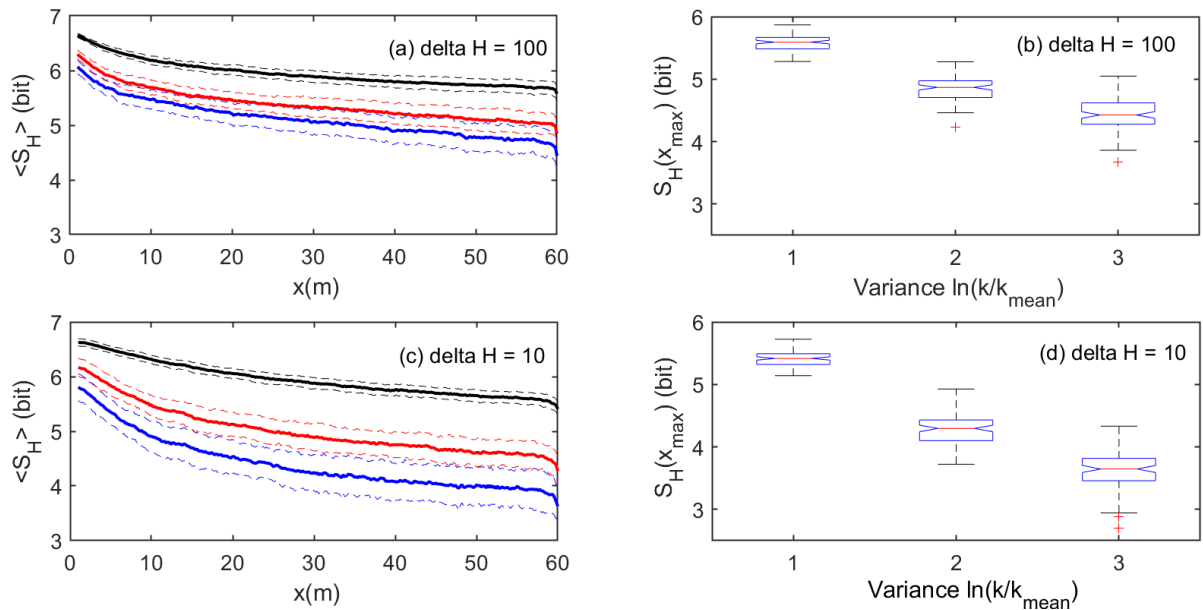 7
6
5
4
3
<S_H> (bit)
(a) delta H = 100
0 10 20 30 40 50 60
x(m)
6
5
4
3
S_H(x_max) (bit)
(b) delta H = 100
1 2 3
Variance ln(k/k_mean)
7
6
5
4
3
<S_H> (bit)
(c) delta H = 10
0 10 20 30 40 50 60
x(m)
6
5
4
3
S_H(x_max) (bit)
(d) delta H = 10
1 2 3
Variance ln(k/k_mean)